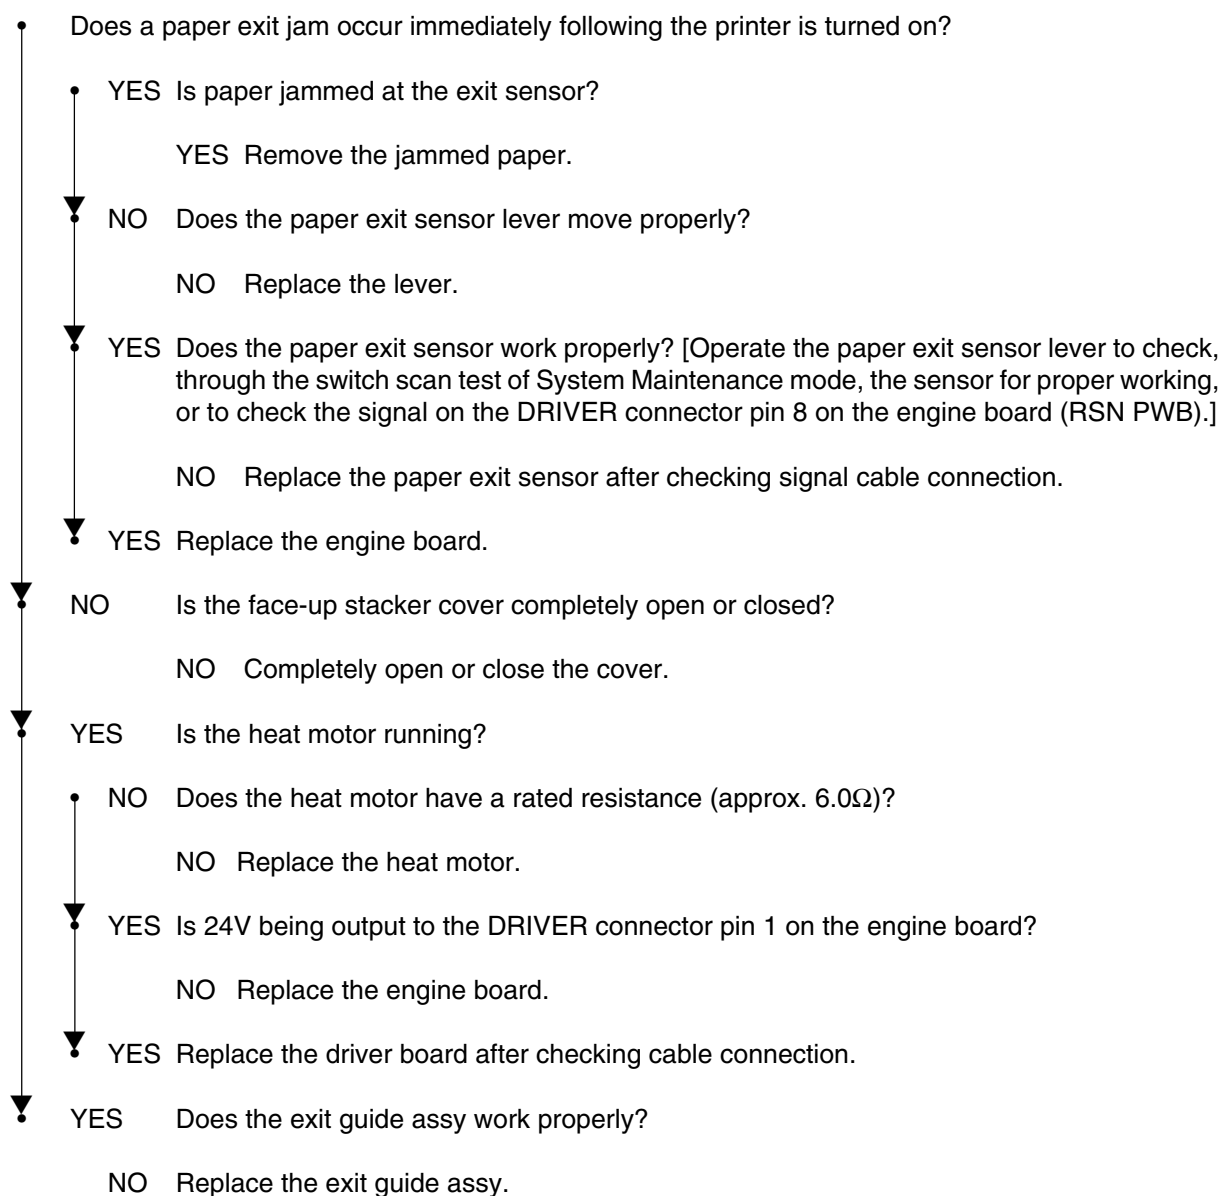 Does a paper exit jam occur immediately following the printer is turned on?
YES Is paper jammed at the exit sensor?
YES Remove the jammed paper.
NO Does the paper exit sensor lever move properly?
NO Replace the lever.
YES Does the paper exit sensor work properly? [Operate the paper exit sensor lever to check,
through the switch scan test of System Maintenance mode, the sensor for proper working,
or to check the signal on the DRIVER connector pin 8 on the engine board (RSN PWB).]
NO Replace the paper exit sensor after checking signal cable connection.
YES Replace the engine board.
NO Is the face-up stacker cover completely open or closed?
NO Completely open or close the cover.
YES Is the heat motor running?
NO Does the heat motor have a rated resistance (approx. 6.0Ω)?
NO Replace the heat motor.
YES Is 24V being output to the DRIVER connector pin 1 on the engine board?
NO Replace the engine board.
YES Replace the driver board after checking cable connection.
YES Does the exit guide assy work properly?
NO Replace the exit guide assy.